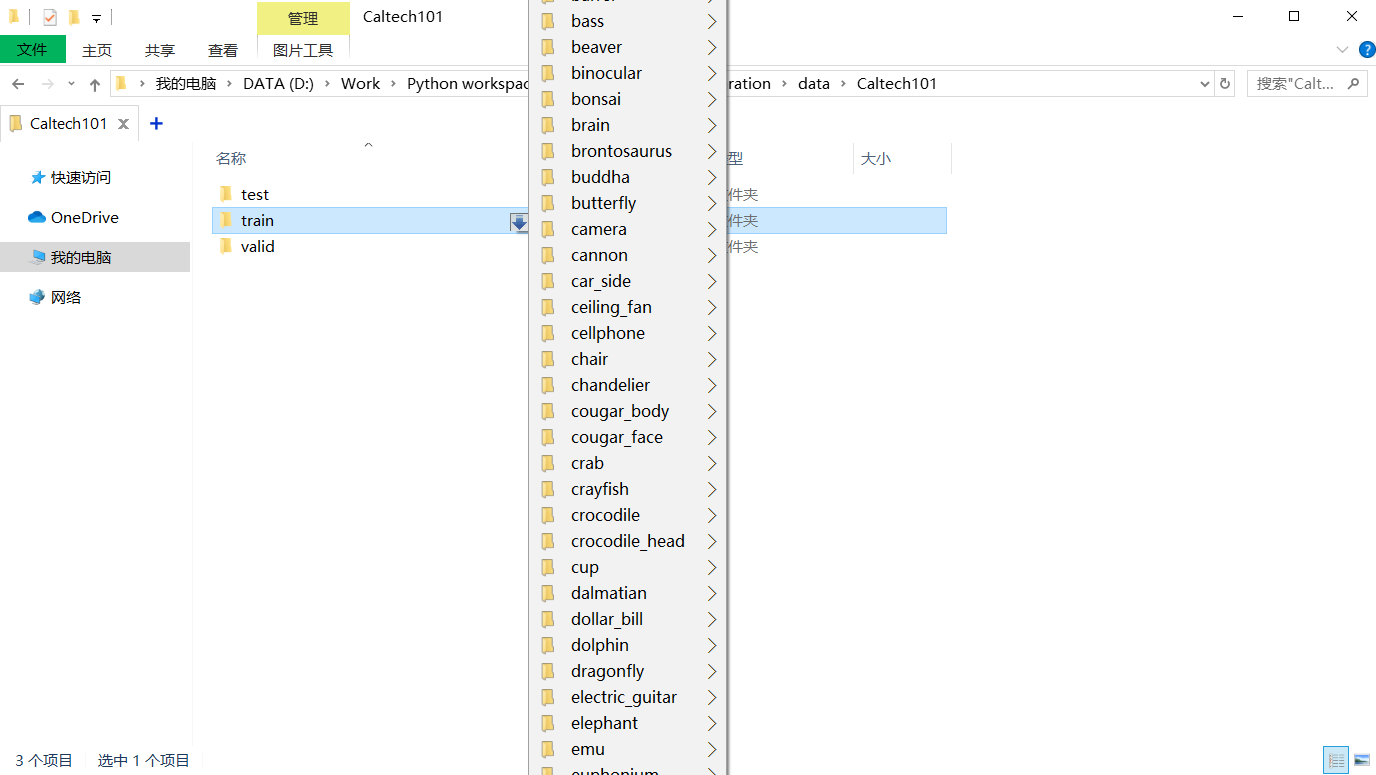 管理
Caltech101
文件
主页
共享
查看
图片工具
我的电脑
DATA (D:)
Work
Python
ration
data
Caltech101
搜索"Calt...
Caltech101
名称
型
大小
快速访问
OneDrive
我的电脑
网络
test
件夹
train
件夹
valid
件夹
bass
beaver
binocular
bonsai
brain
brontosaurus
buddha
butterfly
camera
cannon
car_side
ceiling_fan
cellphone
chair
chandelier
cougar_body
cougar_face
crab
crayfish
crocodile
crocodile_head
cup
dalmatian
dollar_bill
dolphin
dragonfly
electric_guitar
elephant
emu
3 个项目
选中 1 个项目